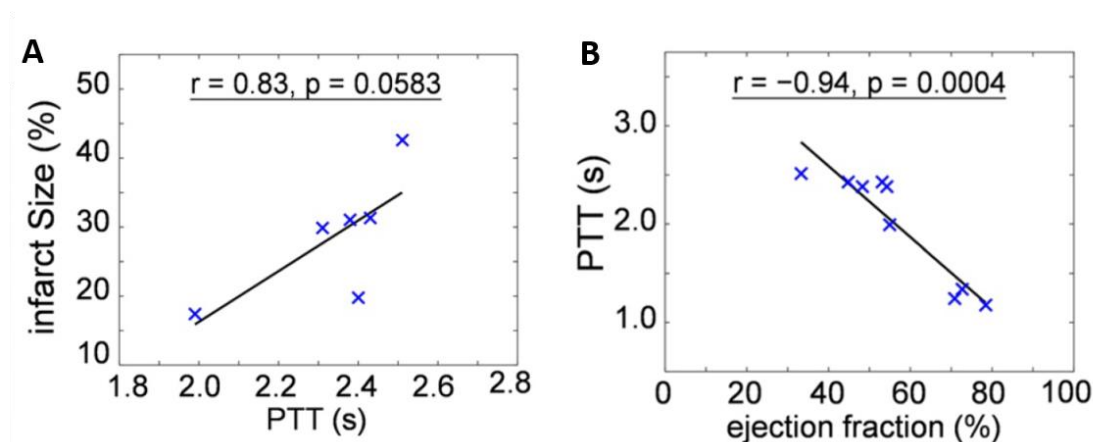 A
r = 0.83, p = 0.0583
infarct Size (%)
50
40
30
20
10
1.8 2.0 2.2 2.4 2.6 2.8
PTT (s)
B
r = −0.94, p = 0.0004
PTT (s)
3.0
2.0
1.0
0 20 40 60 80 100
ejection fraction (%)